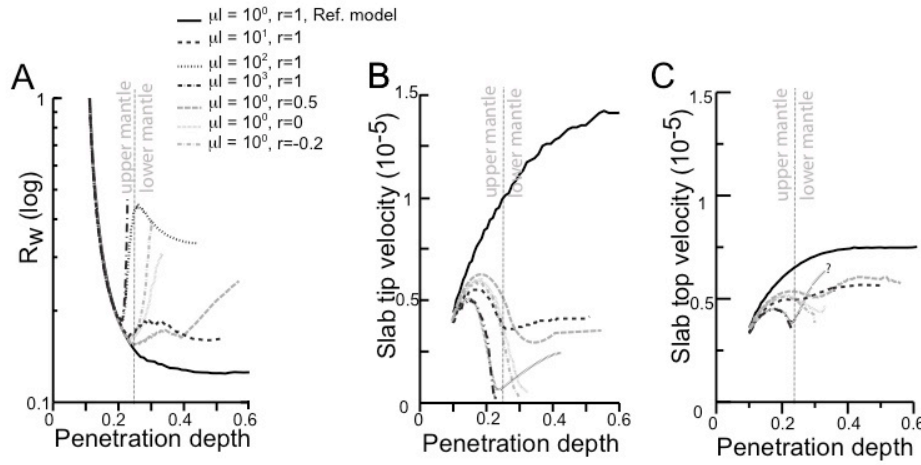 μl = 10⁰, r=1, Ref. model
μl = 10¹, r=1
μl = 10², r=1
μl = 10³, r=1
μl = 10⁰, r=0.5
μl = 10⁰, r=0
μl = 10⁰, r=-0.2
A
1
R_W (log)
0.1
upper mantle
lower mantle
0 0.2 0.4 0.6
Penetration depth
B
1.5
1
0.5
0
Slab tip velocity (10⁻⁵)
upper mantle
lower mantle
0 0.2 0.4 0.6
Penetration depth
C
1.5
1
0.5
0
Slab top velocity (10⁻⁵)
upper mantle
lower mantle
?
0 0.2 0.4 0.6
Penetration depth